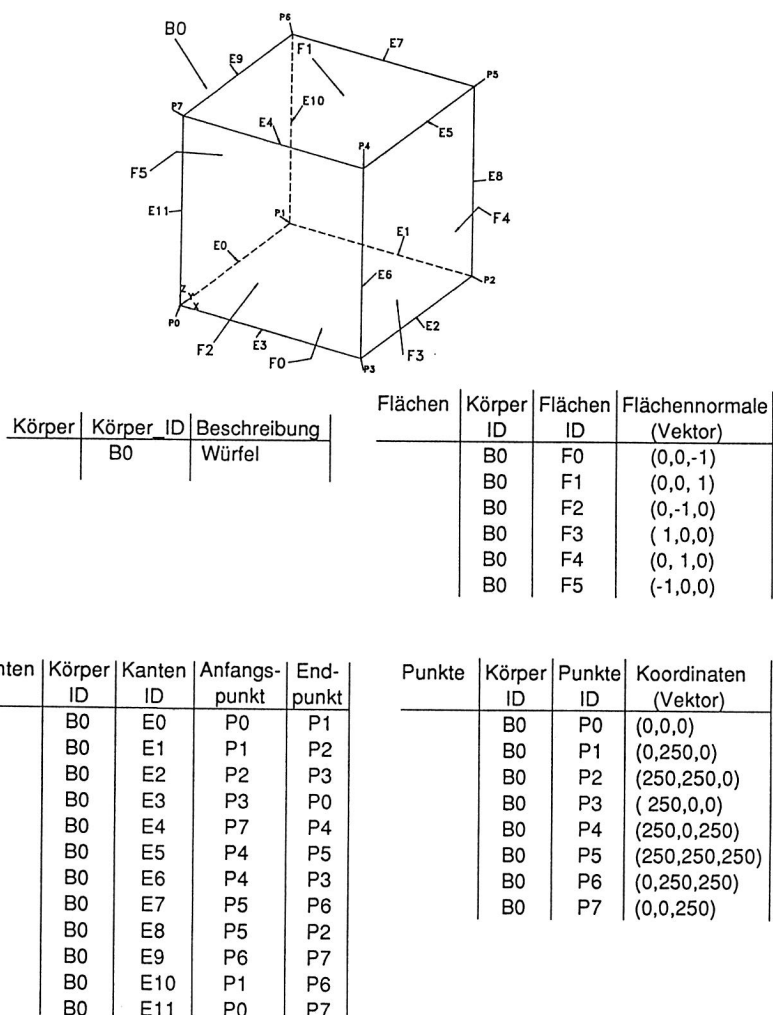 P6
B0
E7
F1
E9
P5
P7
E10
E4
P4
E5
F5
E8
E11
P1
F4
E0
E1
E6
P2
Z
Y
X
P0
E2
F2
E3
F0
F3
P3
Körper | Körper_ID | Beschreibung
B0 | Würfel
Flächen | Körper | Flächen | Flächennormale
ID | ID | (Vektor)
B0 | F0 | (0,0,-1)
B0 | F1 | (0,0, 1)
B0 | F2 | (0,-1,0)
B0 | F3 | ( 1,0,0)
B0 | F4 | (0, 1,0)
B0 | F5 | (-1,0,0)
nten | Körper | Kanten | Anfangs- | End-
ID | ID | punkt | punkt
B0 | E0 | P0 | P1
B0 | E1 | P1 | P2
B0 | E2 | P2 | P3
B0 | E3 | P3 | P0
B0 | E4 | P7 | P4
B0 | E5 | P4 | P5
B0 | E6 | P4 | P3
B0 | E7 | P5 | P6
B0 | E8 | P5 | P2
B0 | E9 | P6 | P7
B0 | E10 | P1 | P6
B0 | E11 | P0 | P7
Punkte | Körper | Punkte | Koordinaten
ID | ID | (Vektor)
B0 | P0 | (0,0,0)
B0 | P1 | (0,250,0)
B0 | P2 | (250,250,0)
B0 | P3 | ( 250,0,0)
B0 | P4 | (250,0,250)
B0 | P5 | (250,250,250)
B0 | P6 | (0,250,250)
B0 | P7 | (0,0,250)